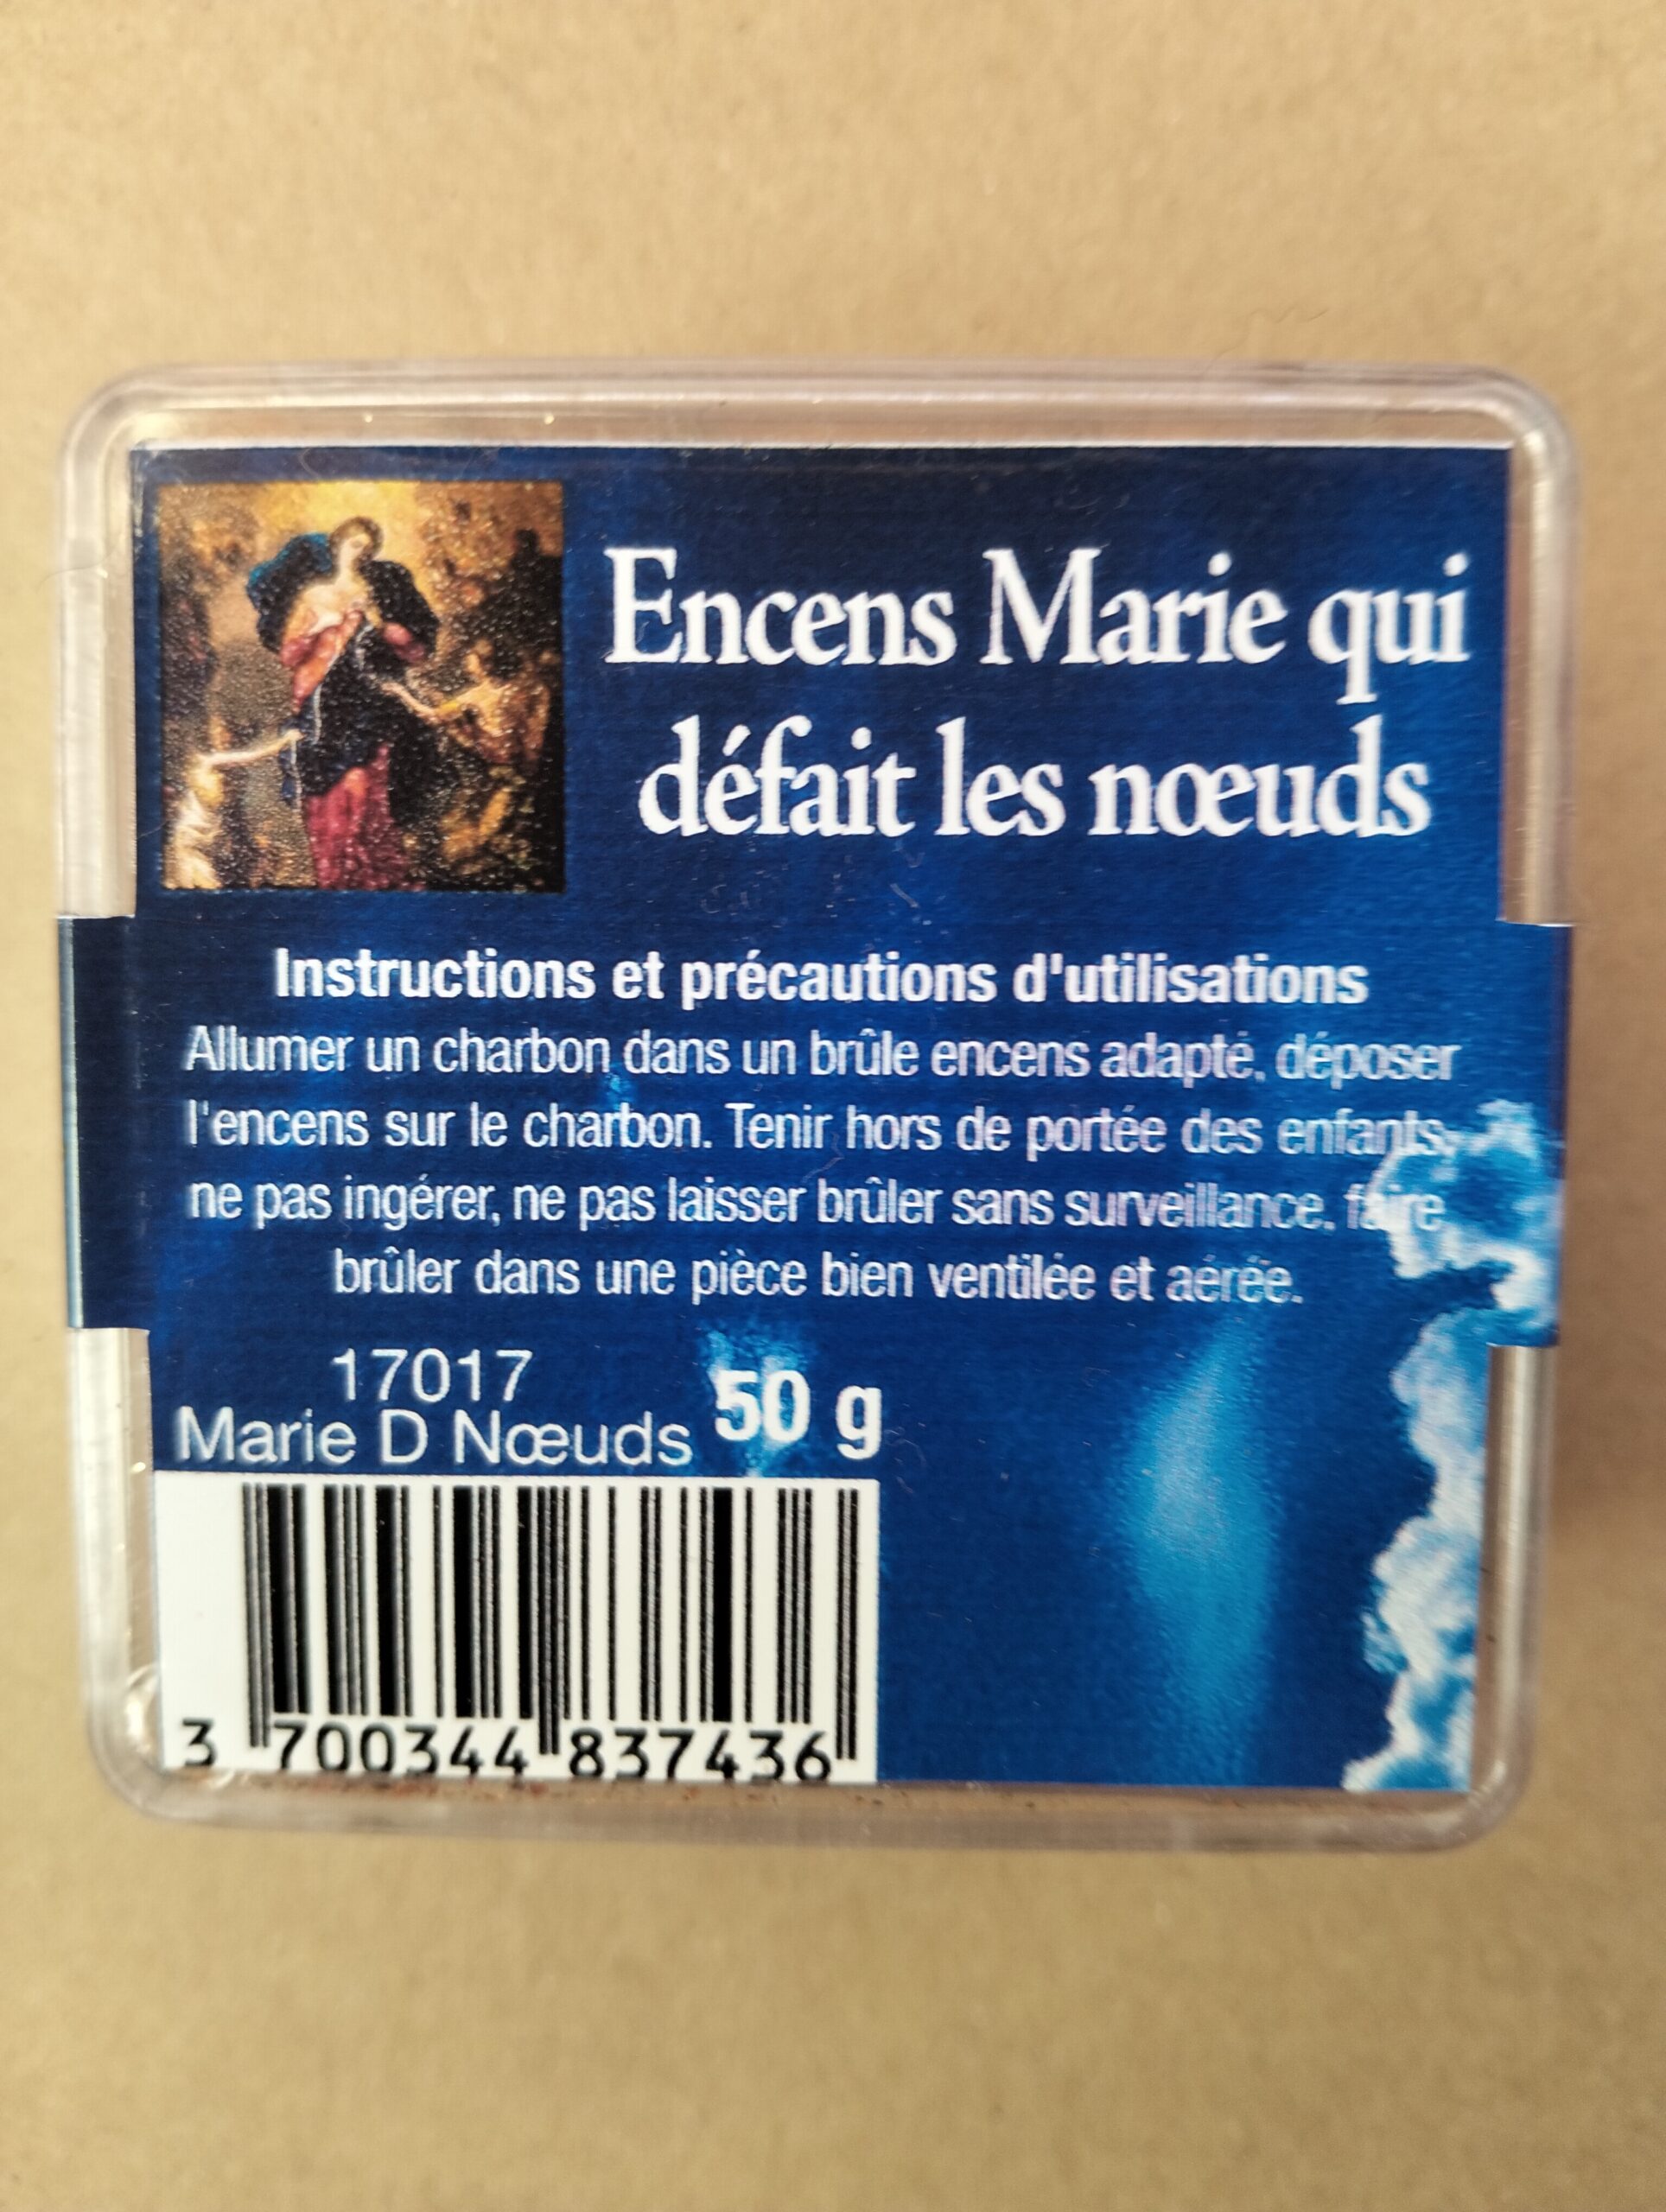 Encens Marie qui
défait les nœuds
Instructions et précautions d'utilisations
Allumer un charbon dans un brûle encens adapté, déposer
l'encens sur le charbon. Tenir hors de portée des enfants,
ne pas ingérer, ne pas laisser brûler sans surveillance, faire
brûler dans une pièce bien ventilée et aérée.
17017
Marie D Nœuds
50 g
3 700344 837436